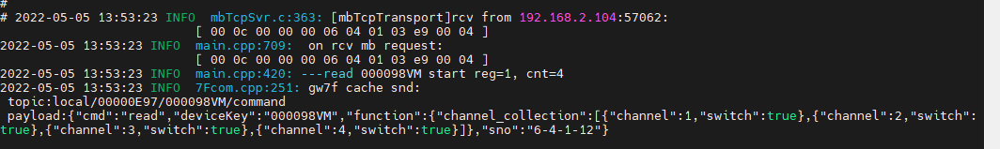 #
# 2022-05-05 13:53:23 INFO  mbTcpSvr.c:363: [mbTcpTransport]rcv from 192.168.2.104:57062:
[ 00 0c 00 00 00 06 04 01 03 e9 00 04 ]
2022-05-05 13:53:23 INFO  main.cpp:709:  on rcv mb request:
[ 00 0c 00 00 00 06 04 01 03 e9 00 04 ]
2022-05-05 13:53:23 INFO  main.cpp:420: ---read 000098VM start reg=1, cnt=4
2022-05-05 13:53:23 INFO  7Fcom.cpp:251: gw7f cache snd:
topic:local/00000E97/000098VM/command
payload:{"cmd":"read","deviceKey":"000098VM","function":{"channel_collection":[{"channel":1,"switch":true},{"channel":2,"switch":
true},{"channel":3,"switch":true},{"channel":4,"switch":true}]},"sno":"6-4-1-12"}